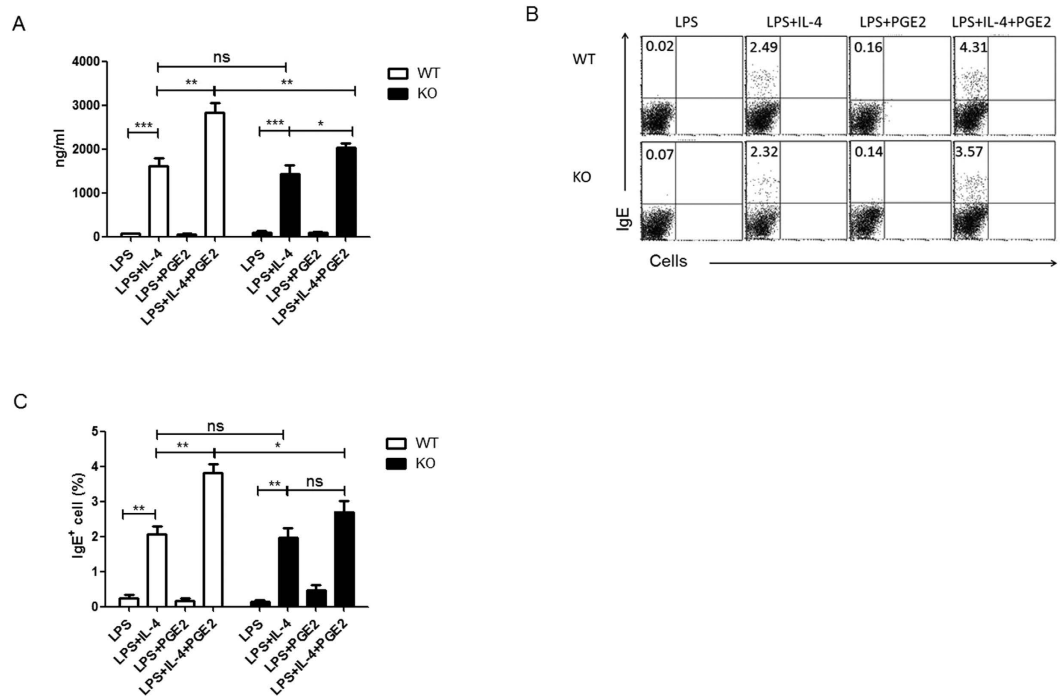 A
ns
4000
** **
WT
KO
3000
*** *** *
ng/ml
2000
1000
0
LPS
LPS+IL-4
LPS+PGE2
LPS+IL-4+PGE2
LPS
LPS+IL-4
LPS+PGE2
LPS+IL-4+PGE2
B
LPS LPS+IL-4 LPS+PGE2 LPS+IL-4+PGE2
WT
0.02 2.49 0.16 4.31
KO
0.07 2.32 0.14 3.57
IgE
Cells
C
ns
5
** *
WT
KO
4
** ns
3
**
IgE+ cell (%)
2
1
0
LPS
LPS+IL-4
LPS+PGE2
LPS+IL-4+PGE2
LPS
LPS+IL-4
LPS+PGE2
LPS+IL-4+PGE2